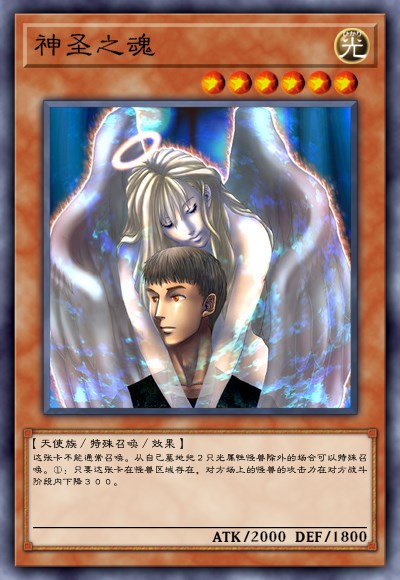 神圣之魂
光
【天使族／特殊召唤／效果】
这张卡不能通常召唤。从自己墓地把2只光属性怪兽除外的场合可以特殊召
唤。①：只要这张卡在怪兽区域存在，对方场上的怪兽的攻击力在对方战斗
阶段内下降３００。
ATK/2000 DEF/1800